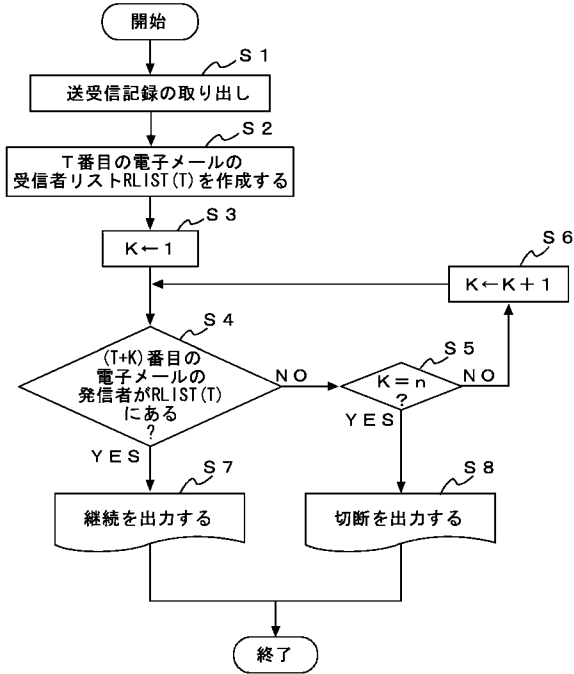 開始
S1
送受信記録の取り出し
S2
T番目の電子メールの
受信者リストRLIST(T)を作成する
S3
K←1
S6
K←K+1
S4
(T+K)番目の
電子メールの
発信者がRLIST(T)
にある
?
NO
YES
S5
K=n
?
NO
YES
S7
継続を出力する
S8
切断を出力する
終了